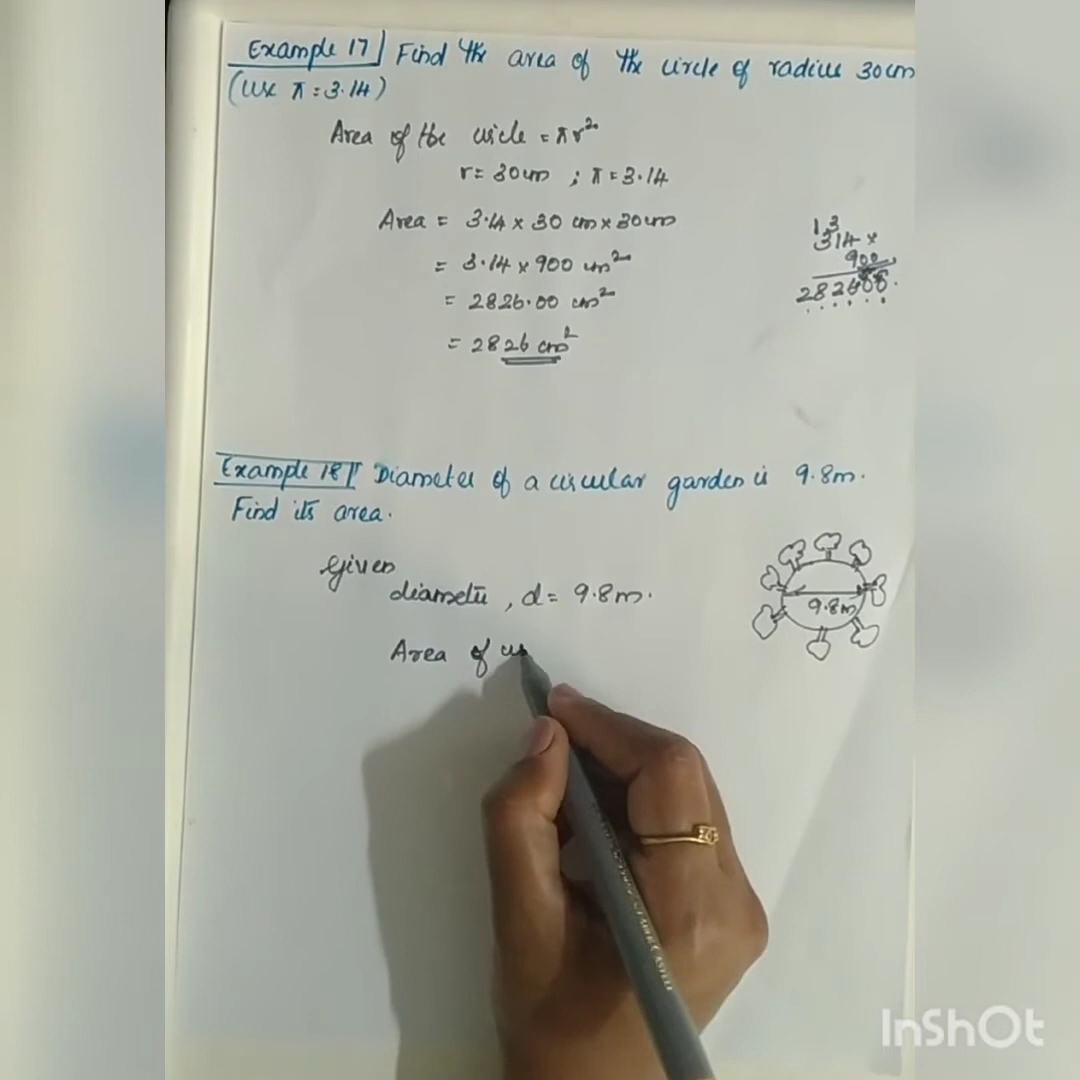 Example 17) Find the area of the circle of radius 30cm
(Use π = 3.14)
Area of the circle = πr²
r = 30cm ; π = 3.14
Area = 3.14 x 30 cm x 30cm
= 3.14 x 900 cm²
= 2826.00 cm²
= 2826 cm²
1 3
314 x
900
282600
Example 18) Diameter of a circular garden is 9.8m.
Find its area.
Given
diameter, d = 9.8m.
9.8m
Area of
InShOt